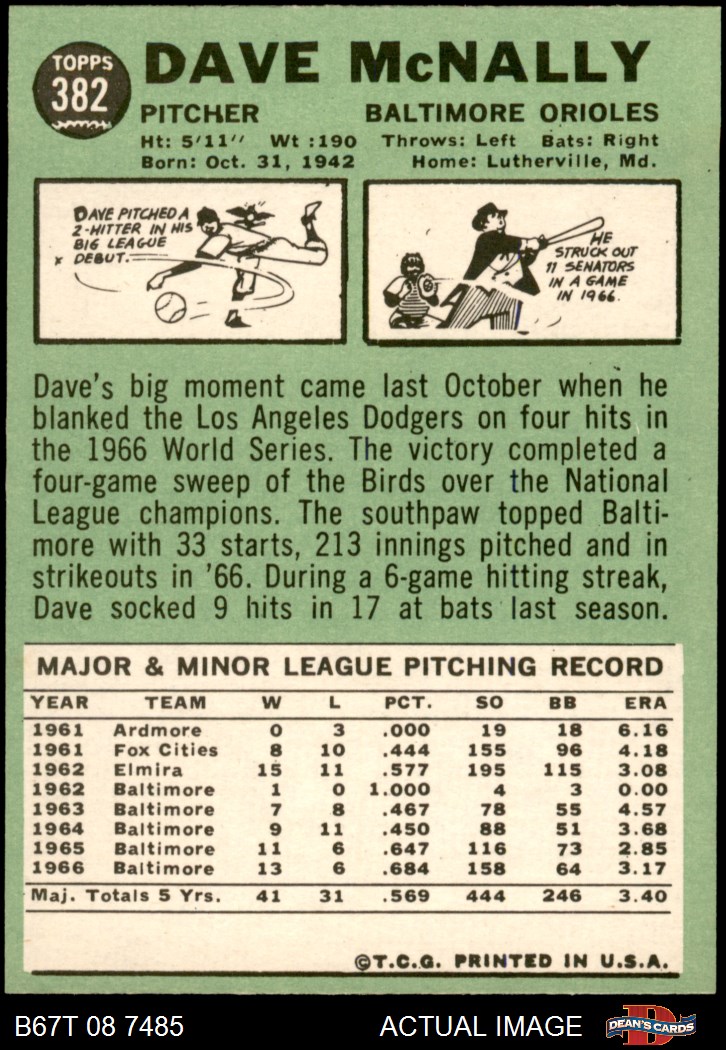 TOPPS
382
DAVE McNALLY
PITCHER BALTIMORE ORIOLES
Ht: 5'11" Wt :190 Throws: Left Bats: Right
Born: Oct. 31, 1942 Home: Lutherville, Md.
DAVE PITCHED A
2-HITTER IN HIS
BIG LEAGUE
DEBUT.
HE
STRUCK OUT
11 SENATORS
IN A GAME
IN 1966.
Dave's big moment came last October when he
blanked the Los Angeles Dodgers on four hits in
the 1966 World Series. The victory completed a
four-game sweep of the Birds over the National
League champions. The southpaw topped Balti-
more with 33 starts, 213 innings pitched and in
strikeouts in '66. During a 6-game hitting streak,
Dave socked 9 hits in 17 at bats last season.
MAJOR & MINOR LEAGUE PITCHING RECORD
YEAR TEAM W L PCT. SO BB ERA
1961 Ardmore 0 3 .000 19 18 6.16
1961 Fox Cities 8 10 .444 155 96 4.18
1962 Elmira 15 11 .577 195 115 3.08
1962 Baltimore 1 0 1.000 4 3 0.00
1963 Baltimore 7 8 .467 78 55 4.57
1964 Baltimore 9 11 .450 88 51 3.68
1965 Baltimore 11 6 .647 116 73 2.85
1966 Baltimore 13 6 .684 158 64 3.17
Maj. Totals 5 Yrs. 41 31 .569 444 246 3.40
©T.C.G. PRINTED IN U.S.A.
B67T 08 7485 ACTUAL IMAGE DEAN'S CARDS